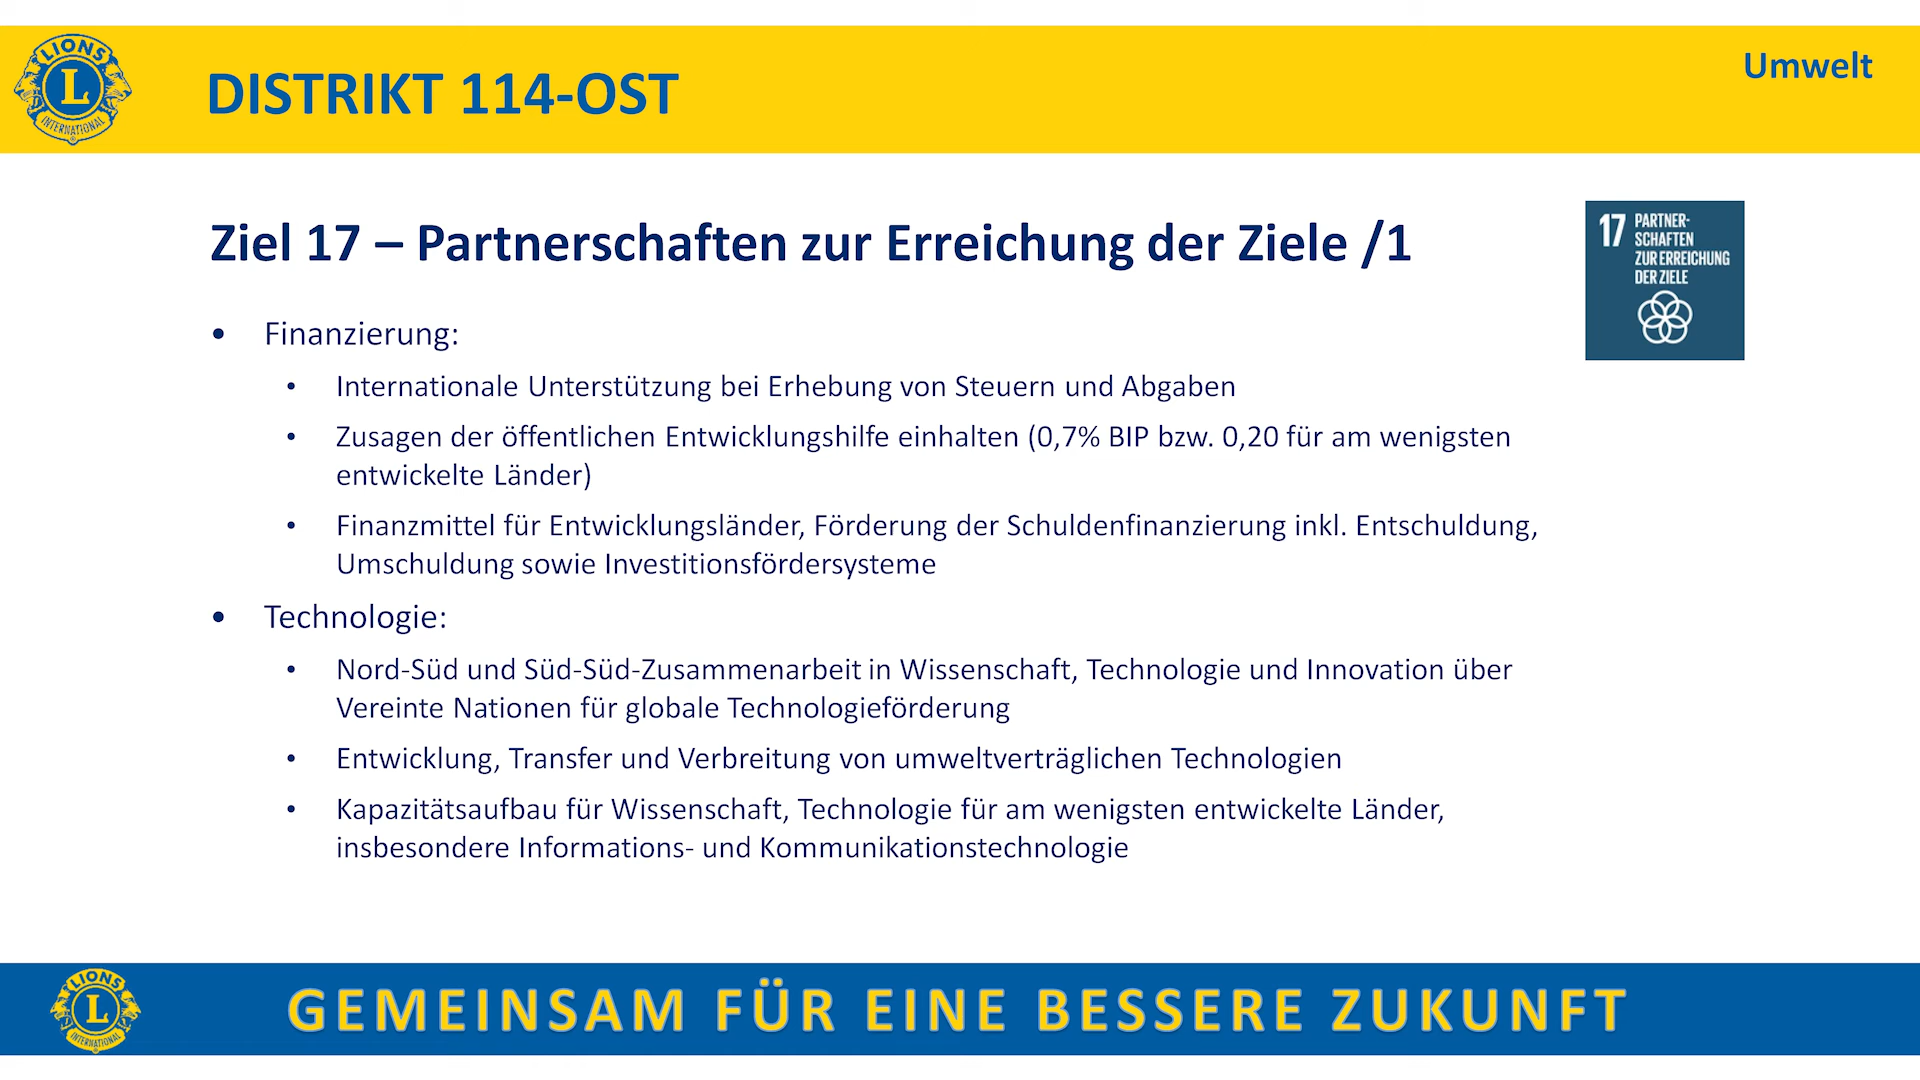 LIONS
L
INTERNATIONAL
®
DISTRIKT 114-OST
Umwelt
Ziel 17 – Partnerschaften zur Erreichung der Ziele /1
17 PARTNER-
SCHAFTEN
ZUR ERREICHUNG
DER ZIELE
• Finanzierung:
• Internationale Unterstützung bei Erhebung von Steuern und Abgaben
• Zusagen der öffentlichen Entwicklungshilfe einhalten (0,7% BIP bzw. 0,20 für am wenigsten
entwickelte Länder)
• Finanzmittel für Entwicklungsländer, Förderung der Schuldenfinanzierung inkl. Entschuldung,
Umschuldung sowie Investitionsfördersysteme
• Technologie:
• Nord-Süd und Süd-Süd-Zusammenarbeit in Wissenschaft, Technologie und Innovation über
Vereinte Nationen für globale Technologieförderung
• Entwicklung, Transfer und Verbreitung von umweltverträglichen Technologien
• Kapazitätsaufbau für Wissenschaft, Technologie für am wenigsten entwickelte Länder,
insbesondere Informations- und Kommunikationstechnologie
LIONS
L
INTERNATIONAL
®
GEMEINSAM FÜR EINE BESSERE ZUKUNFT